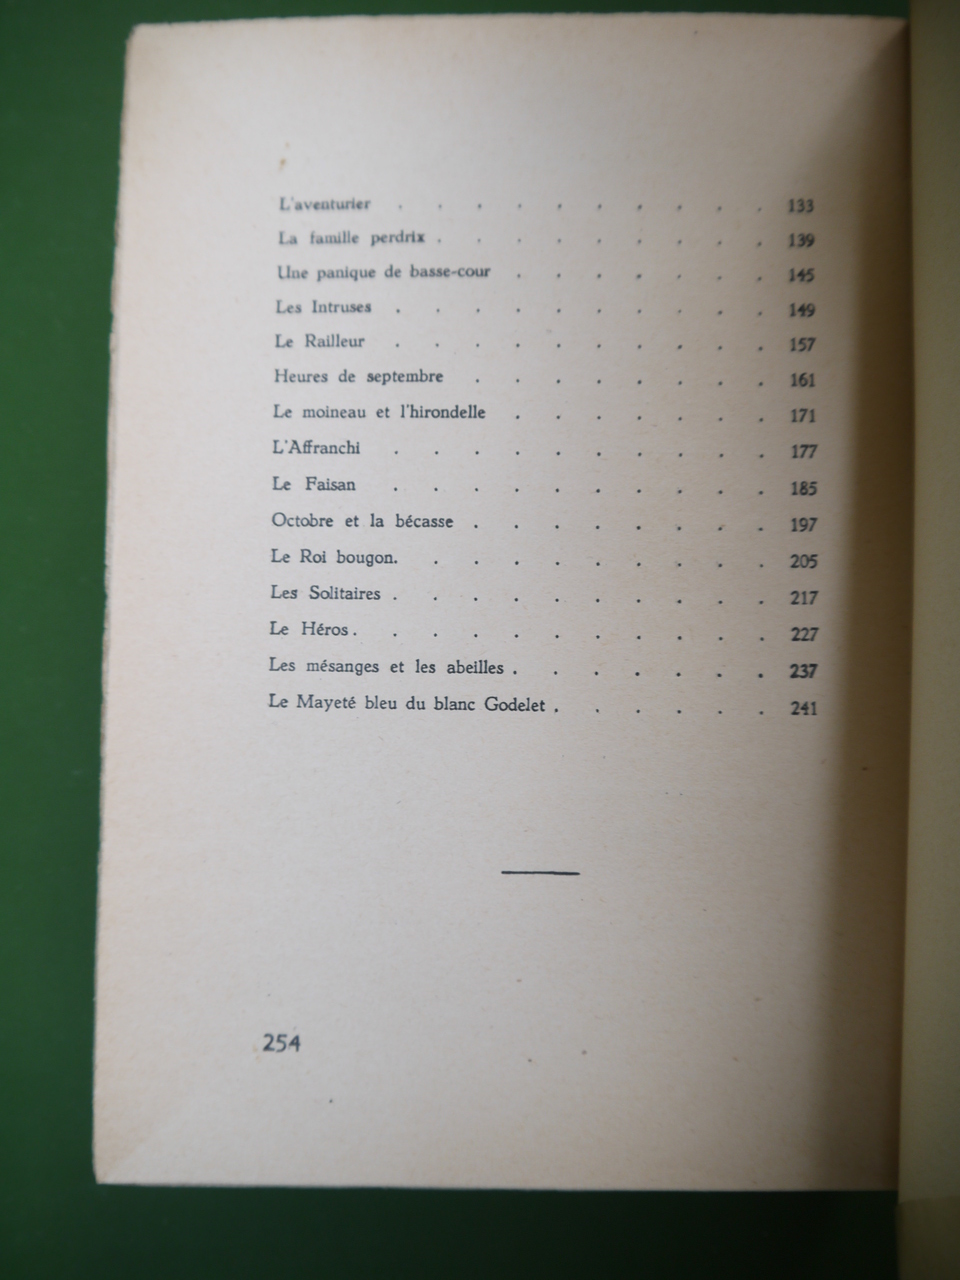 L'aventurier . . . . . . . . . . 133
La famille perdrix . . . . . . . . . 139
Une panique de basse-cour . . . . . . . 145
Les Intruses . . . . . . . . . . 149
Le Railleur . . . . . . . . . . 157
Heures de septembre . . . . . . . . 161
Le moineau et l'hirondelle . . . . . . . 171
L'Affranchi . . . . . . . . . . 177
Le Faisan . . . . . . . . . . 185
Octobre et la bécasse . . . . . . . . 197
Le Roi bougon. . . . . . . . . . 205
Les Solitaires . . . . . . . . . . 217
Le Héros . . . . . . . . . . . 227
Les mésanges et les abeilles . . . . . . . 237
Le Mayeté bleu du blanc Godelet . . . . . . 241
254